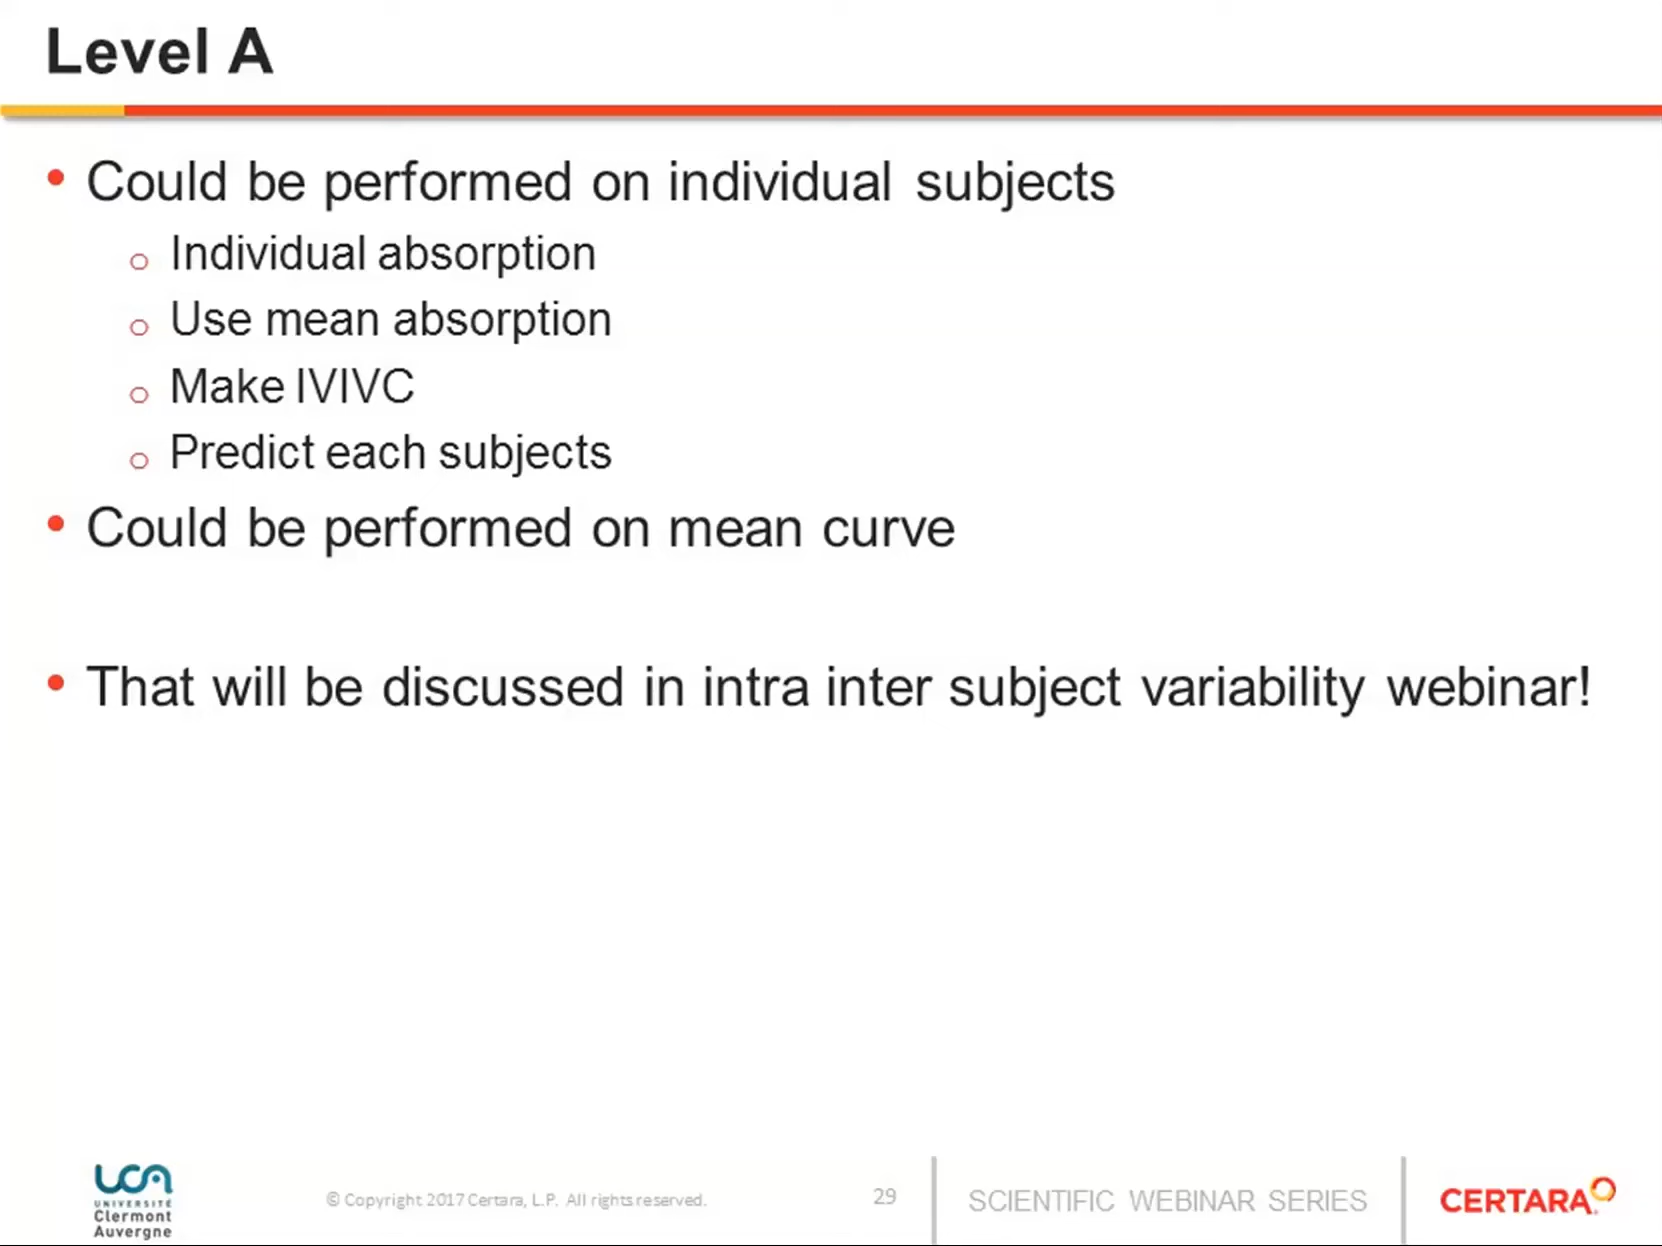 Level A
• Could be performed on individual subjects
o Individual absorption
o Use mean absorption
o Make IVIVC
o Predict each subjects
• Could be performed on mean curve
• That will be discussed in intra inter subject variability webinar!
UCA
UNIVERSITÉ
Clermont
Auvergne
© Copyright 2017 Certara, L.P. All rights reserved.
29
SCIENTIFIC WEBINAR SERIES
CERTARA